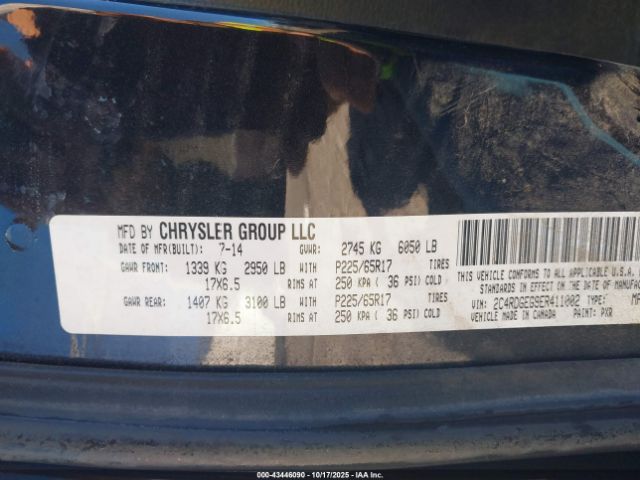 MFD BY CHRYSLER GROUP LLC
DATE OF MFR(BUILT): 7-14 GVWR: 2745 KG 6050 LB
GAWR FRONT: 1339 KG 2950 LB WITH P225/65R17 TIRES
17X6.5 RIMS AT 250 KPA ( 36 PSI) COLD
GAWR REAR: 1407 KG 3100 LB WITH P225/65R17 TIRES
17X6.5 RIMS AT 250 KPA ( 36 PSI) COLD
THIS VEHICLE CONFORMS TO ALL APPLICABLE U.S.A.
STANDARDS IN EFFECT ON THE DATE OF MANUFAC
VIN: 2C4RDGEG9ER411002 TYPE:
VEHICLE MADE IN CANADA PAINT: PXR
000-43446090 - 10/17/2025 - © IAA Holdings, LLC